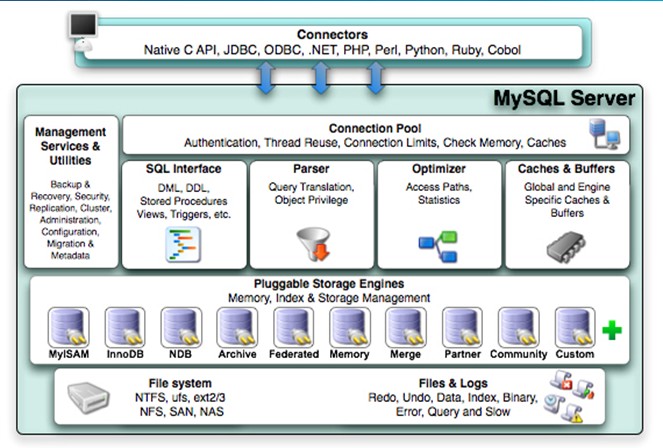 Connectors
Native C API, JDBC, ODBC, .NET, PHP, Perl, Python, Ruby, Cobol
MySQL Server
Management
Services &
Utilities
Backup &
Recovery, Security,
Replication, Cluster,
Administration,
Configuration,
Migration &
Metadata
Connection Pool
Authentication, Thread Reuse, Connection Limits, Check Memory, Caches
SQL Interface
DML, DDL,
Stored Procedures
Views, Triggers, etc.
Parser
Query Translation,
Object Privilege
Optimizer
Access Paths,
Statistics
Caches & Buffers
Global and Engine
Specific Caches &
Buffers
Pluggable Storage Engines
Memory, Index & Storage Management
MyISAM
InnoDB
NDB
Archive
Federated
Memory
Merge
Partner
Community
Custom
File system
NTFS, ufs, ext2/3
NFS, SAN, NAS
Files & Logs
Redo, Undo, Data, Index, Binary,
Error, Query and Slow